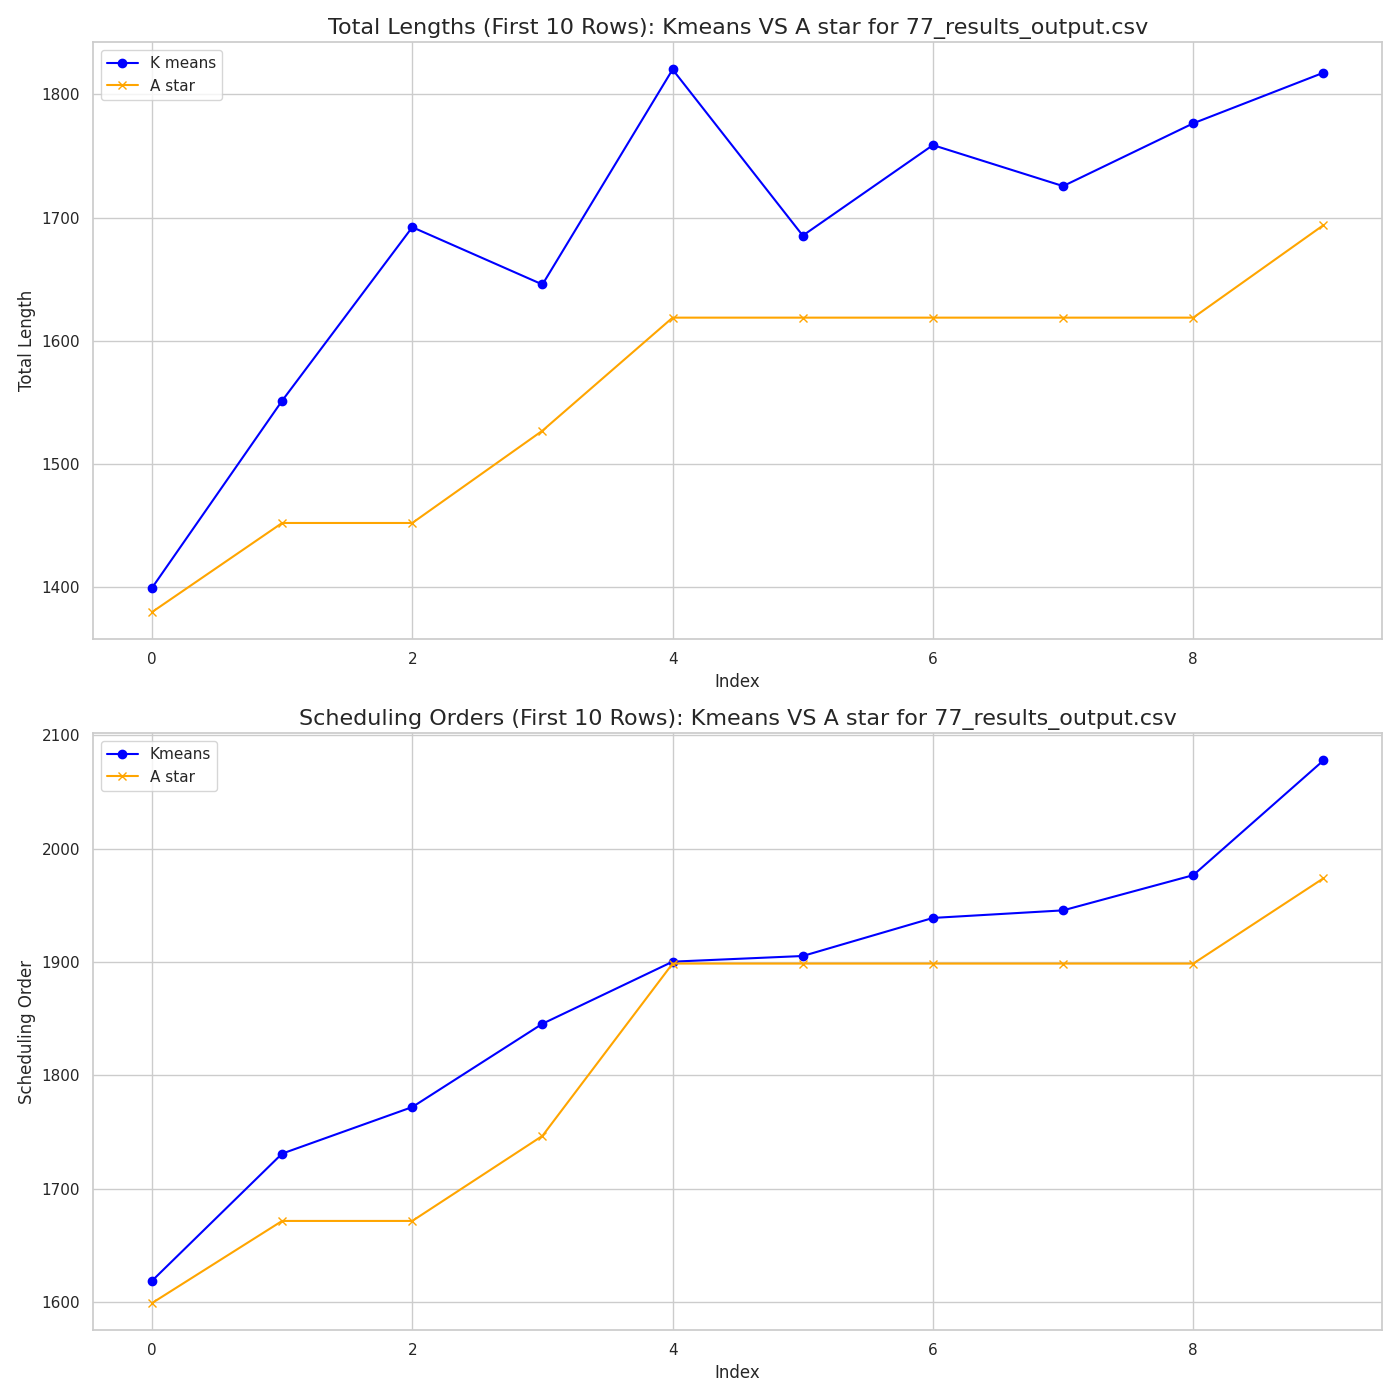 Total Lengths (First 10 Rows): Kmeans VS A star for 77_results_output.csv
K means
A star
1800
1700
1600
1500
1400
Total Length
0 2 4 6 8
Index
Scheduling Orders (First 10 Rows): Kmeans VS A star for 77_results_output.csv
2100
Kmeans
A star
2000
1900
1800
1700
1600
Scheduling Order
0 2 4 6 8
Index